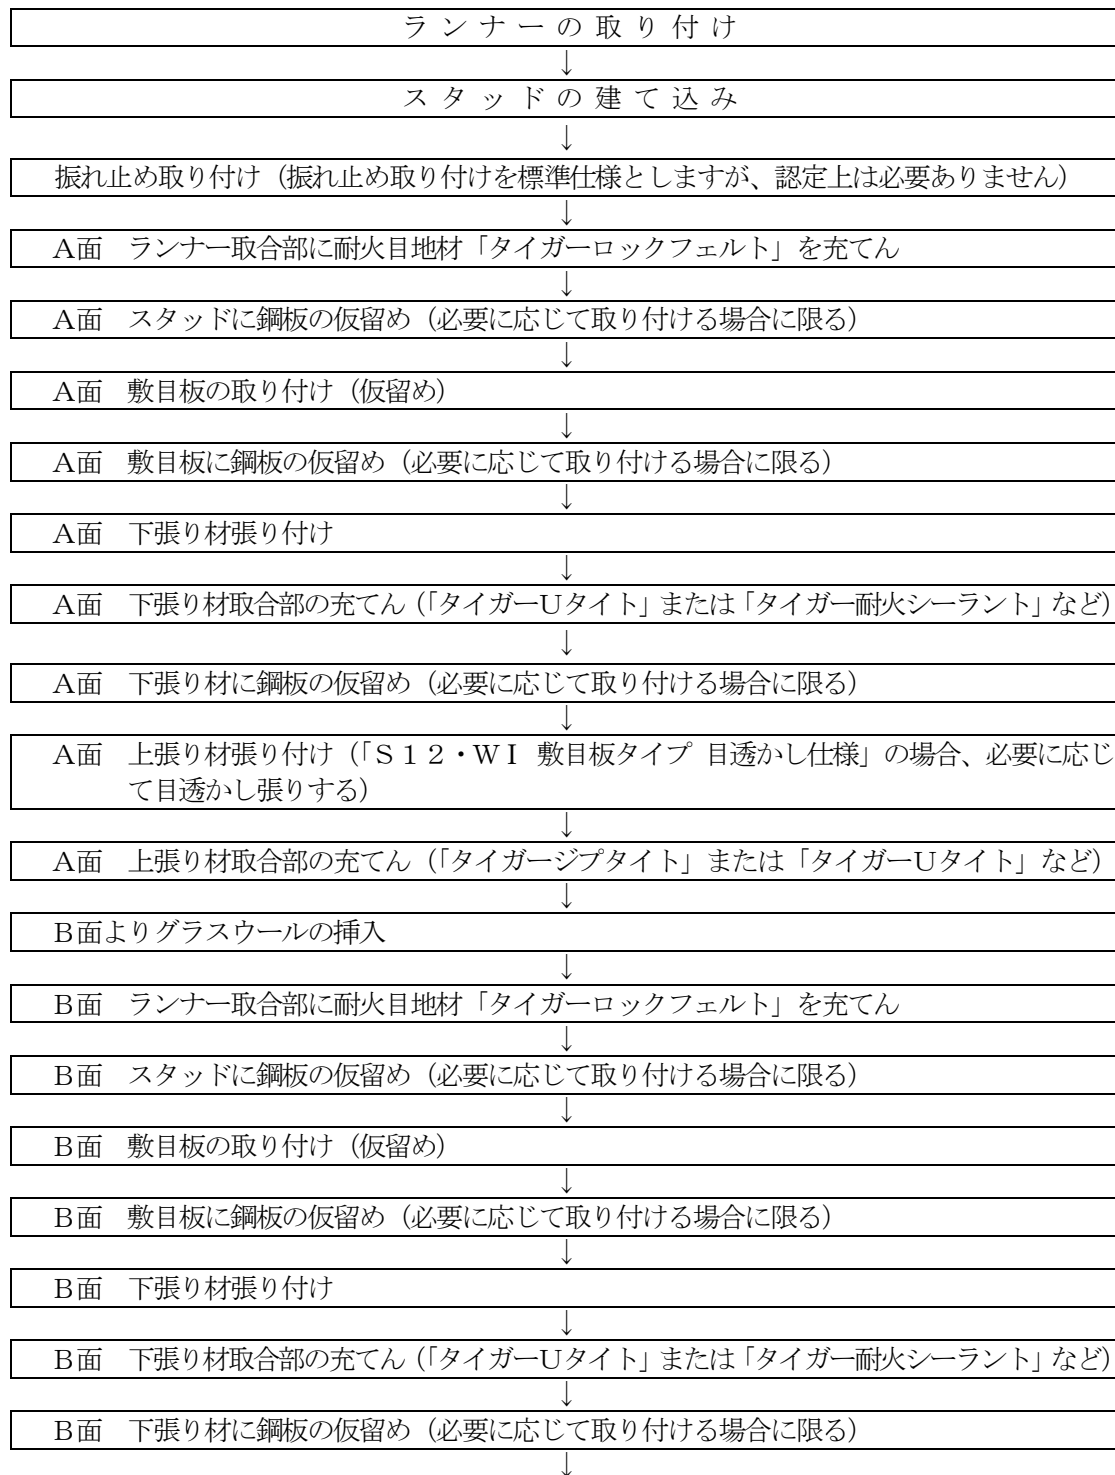 ランナーの取り付け
↓
スタッドの建て込み
↓
振れ止め取り付け（振れ止め取り付けを標準仕様としますが、認定上は必要ありません）
↓
Ａ面　ランナー取合部に耐火目地材「タイガーロックフェルト」を充てん
↓
Ａ面　スタッドに鋼板の仮留め（必要に応じて取り付ける場合に限る）
↓
Ａ面　敷目板の取り付け（仮留め）
↓
Ａ面　敷目板に鋼板の仮留め（必要に応じて取り付ける場合に限る）
↓
Ａ面　下張り材張り付け
↓
Ａ面　下張り材取合部の充てん（「タイガーＵタイト」または「タイガー耐火シーラント」など）
↓
Ａ面　下張り材に鋼板の仮留め（必要に応じて取り付ける場合に限る）
↓
Ａ面　上張り材張り付け（「Ｓ１２・ＷＩ 敷目板タイプ 目透かし仕様」の場合、必要に応じ
て目透かし張りする）
↓
Ａ面　上張り材取合部の充てん（「タイガージプタイト」または「タイガーＵタイト」など）
↓
Ｂ面よりグラスウールの挿入
↓
Ｂ面　ランナー取合部に耐火目地材「タイガーロックフェルト」を充てん
↓
Ｂ面　スタッドに鋼板の仮留め（必要に応じて取り付ける場合に限る）
↓
Ｂ面　敷目板の取り付け（仮留め）
↓
Ｂ面　敷目板に鋼板の仮留め（必要に応じて取り付ける場合に限る）
↓
Ｂ面　下張り材張り付け
↓
Ｂ面　下張り材取合部の充てん（「タイガーＵタイト」または「タイガー耐火シーラント」など）
↓
Ｂ面　下張り材に鋼板の仮留め（必要に応じて取り付ける場合に限る）
↓